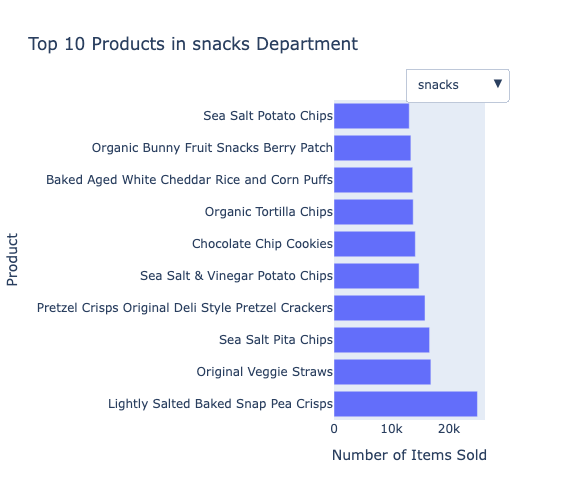 Top 10 Products in snacks Department
snacks ▼
Sea Salt Potato Chips
Organic Bunny Fruit Snacks Berry Patch
Baked Aged White Cheddar Rice and Corn Puffs
Organic Tortilla Chips
Chocolate Chip Cookies
Sea Salt & Vinegar Potato Chips
Pretzel Crisps Original Deli Style Pretzel Crackers
Sea Salt Pita Chips
Original Veggie Straws
Lightly Salted Baked Snap Pea Crisps
Product
0 10k 20k
Number of Items Sold